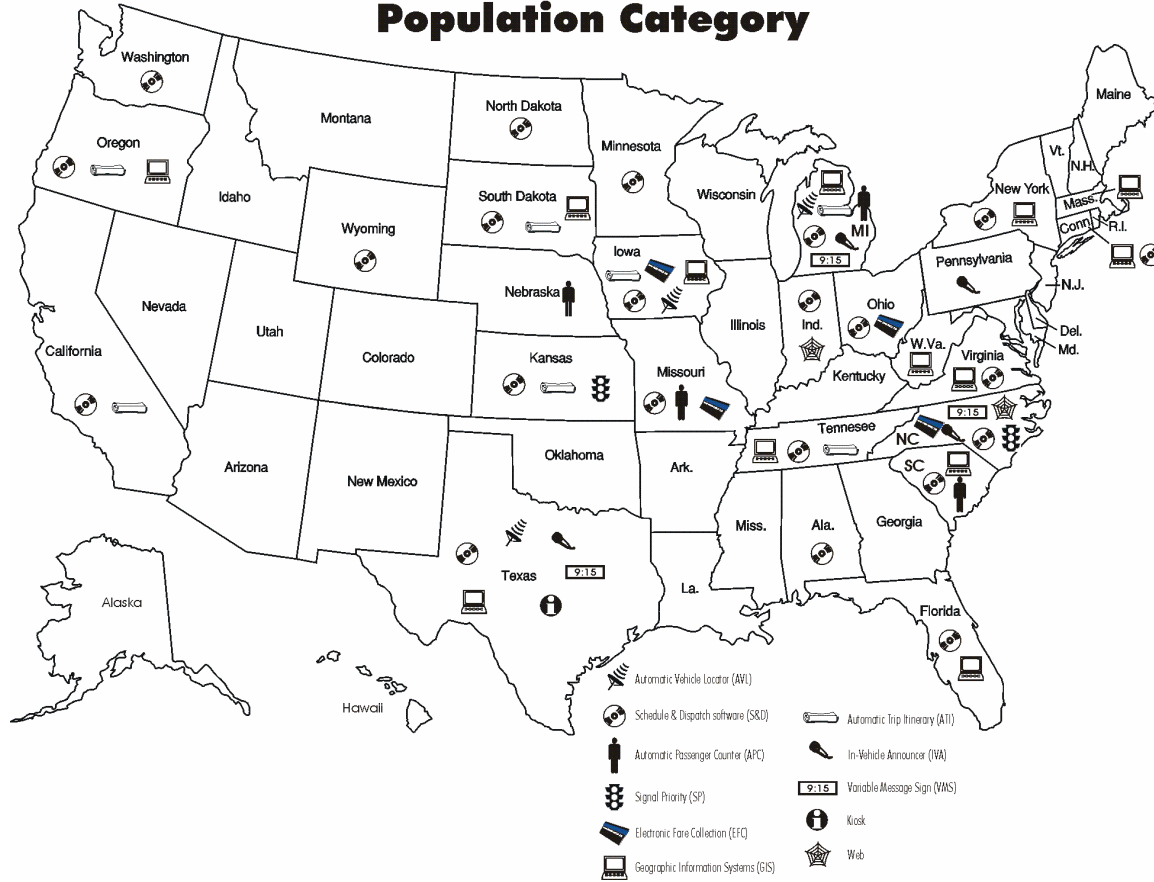 Population Category
Washington
Maine
North Dakota
Montana
Minnesota
Oregon
Vt.
N.H.
Idaho
South Dakota
Wisconsin
New York
Mass.
Wyoming
MI
Conn.
R.I.
Iowa
9:15
Pennsylvania
Nebraska
N.J.
Nevada
Ohio
Utah
Illinois
Ind.
Del.
California
Colorado
Kansas
W.Va.
Md.
Missouri
Virginia
Kentucky
9:15
Tennesee
NC
Oklahoma
Arizona
Ark.
SC
New Mexico
Miss.
Ala.
Georgia
Texas
9:15
La.
Alaska
Florida
Hawaii
Automatic Vehicle Locator (AVL)
Schedule & Dispatch software (S&D)
Automatic Trip Itinerary (ATI)
Automatic Passenger Counter (APC)
In-Vehicle Announcer (IVA)
9:15
Variable Message Sign (VMS)
Signal Priority (SP)
Kiosk
Electronic Fare Collection (EFC)
Web
Geographic Information Systems (GIS)